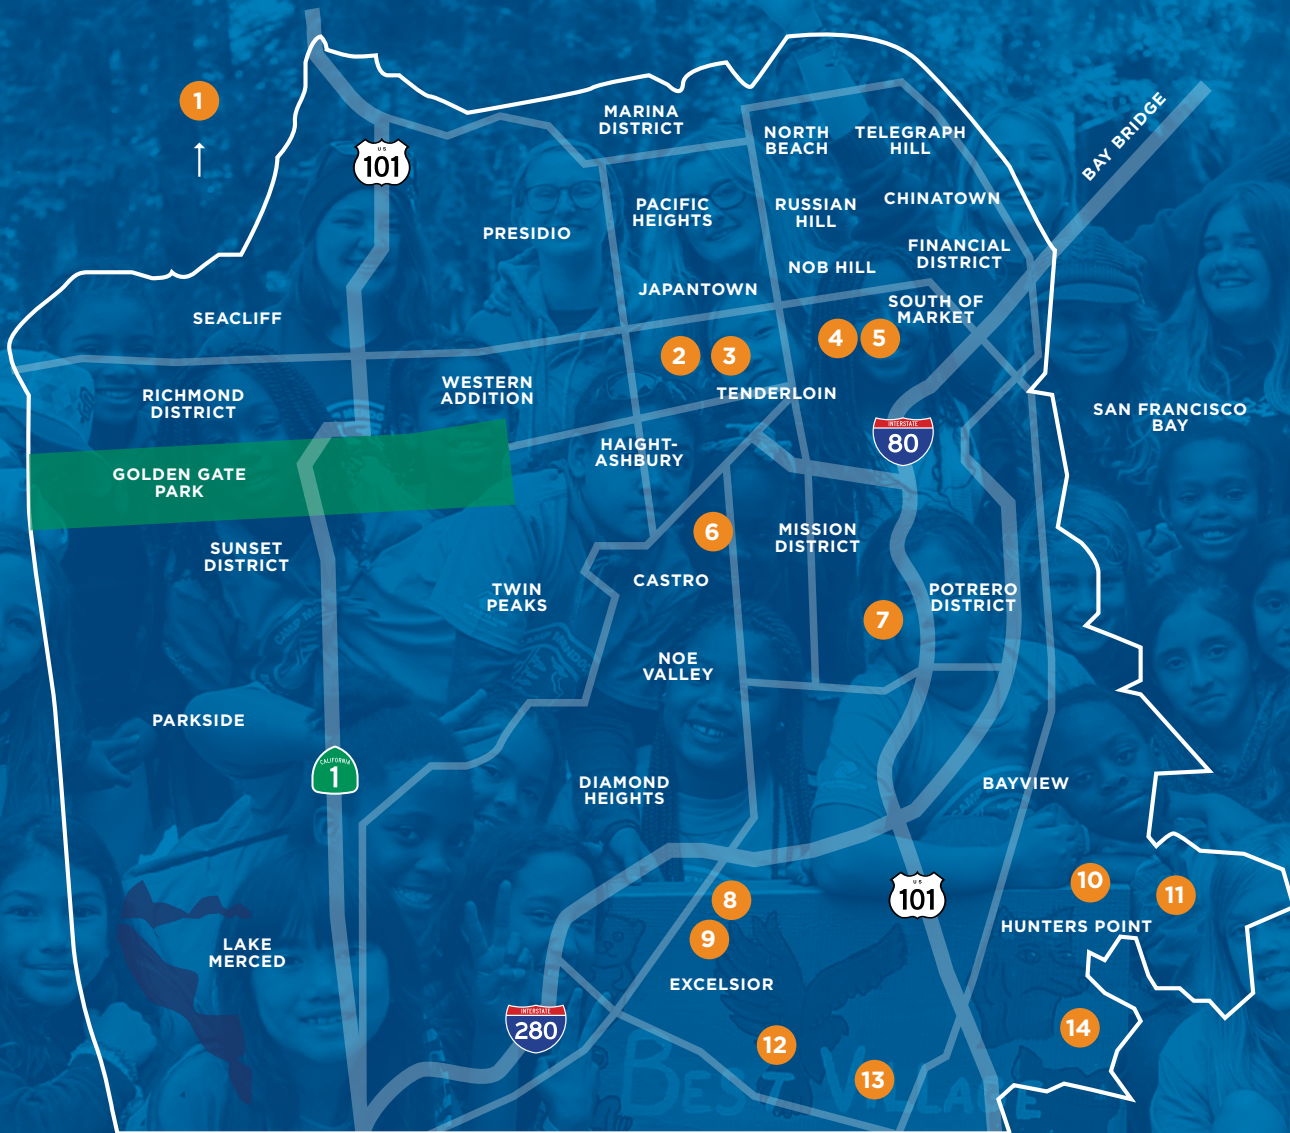 1
MARINA
DISTRICT
NORTH
BEACH
TELEGRAPH
HILL
BAY BRIDGE
US
101
PACIFIC
HEIGHTS
RUSSIAN
HILL
CHINATOWN
PRESIDIO
FINANCIAL
DISTRICT
NOB HILL
JAPANTOWN
SEACLIFF
SOUTH OF
MARKET
2
3
4
5
RICHMOND
DISTRICT
WESTERN
ADDITION
TENDERLOIN
SAN FRANCISCO
BAY
HAIGHT-
ASHBURY
INTERSTATE
80
GOLDEN GATE
PARK
SUNSET
DISTRICT
6
MISSION
DISTRICT
CASTRO
TWIN
PEAKS
POTRERO
DISTRICT
7
NOE
VALLEY
PARKSIDE
CALIFORNIA
1
DIAMOND
HEIGHTS
BAYVIEW
8
US
101
10
11
9
HUNTERS POINT
LAKE
MERCED
EXCELSIOR
INTERSTATE
280
14
12
13
BEST VILLAGE